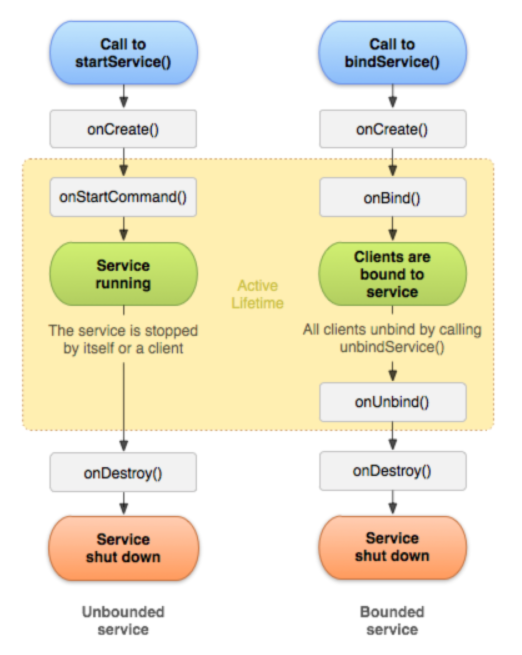 Call to
startService()
onCreate()
onStartCommand()
Service
running
The service is stopped
by itself or a client
onDestroy()
Service
shut down
Unbounded
service
Active
Lifetime
Call to
bindService()
onCreate()
onBind()
Clients are
bound to
service
All clients unbind by calling
unbindService()
onUnbind()
onDestroy()
Service
shut down
Bounded
service